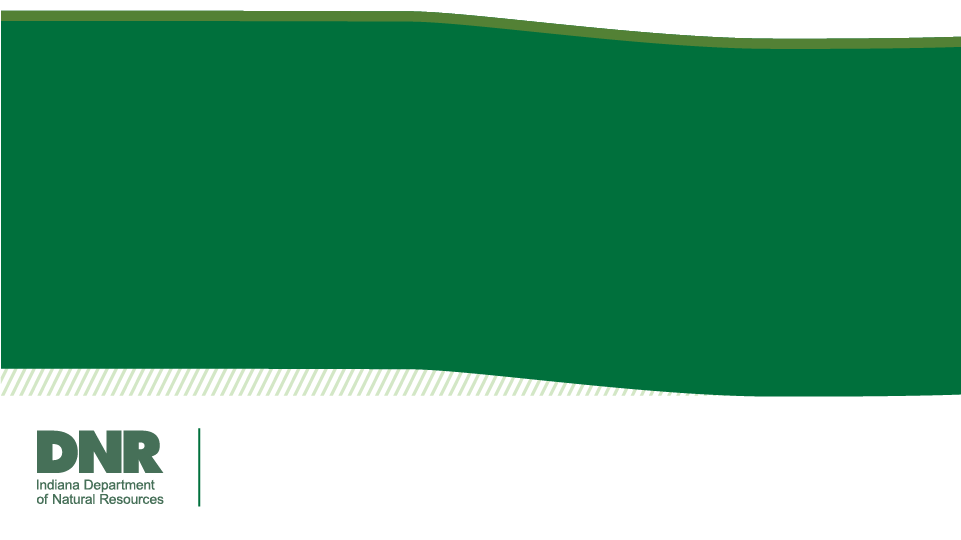 DNR
Indiana Department
of Natural Resources